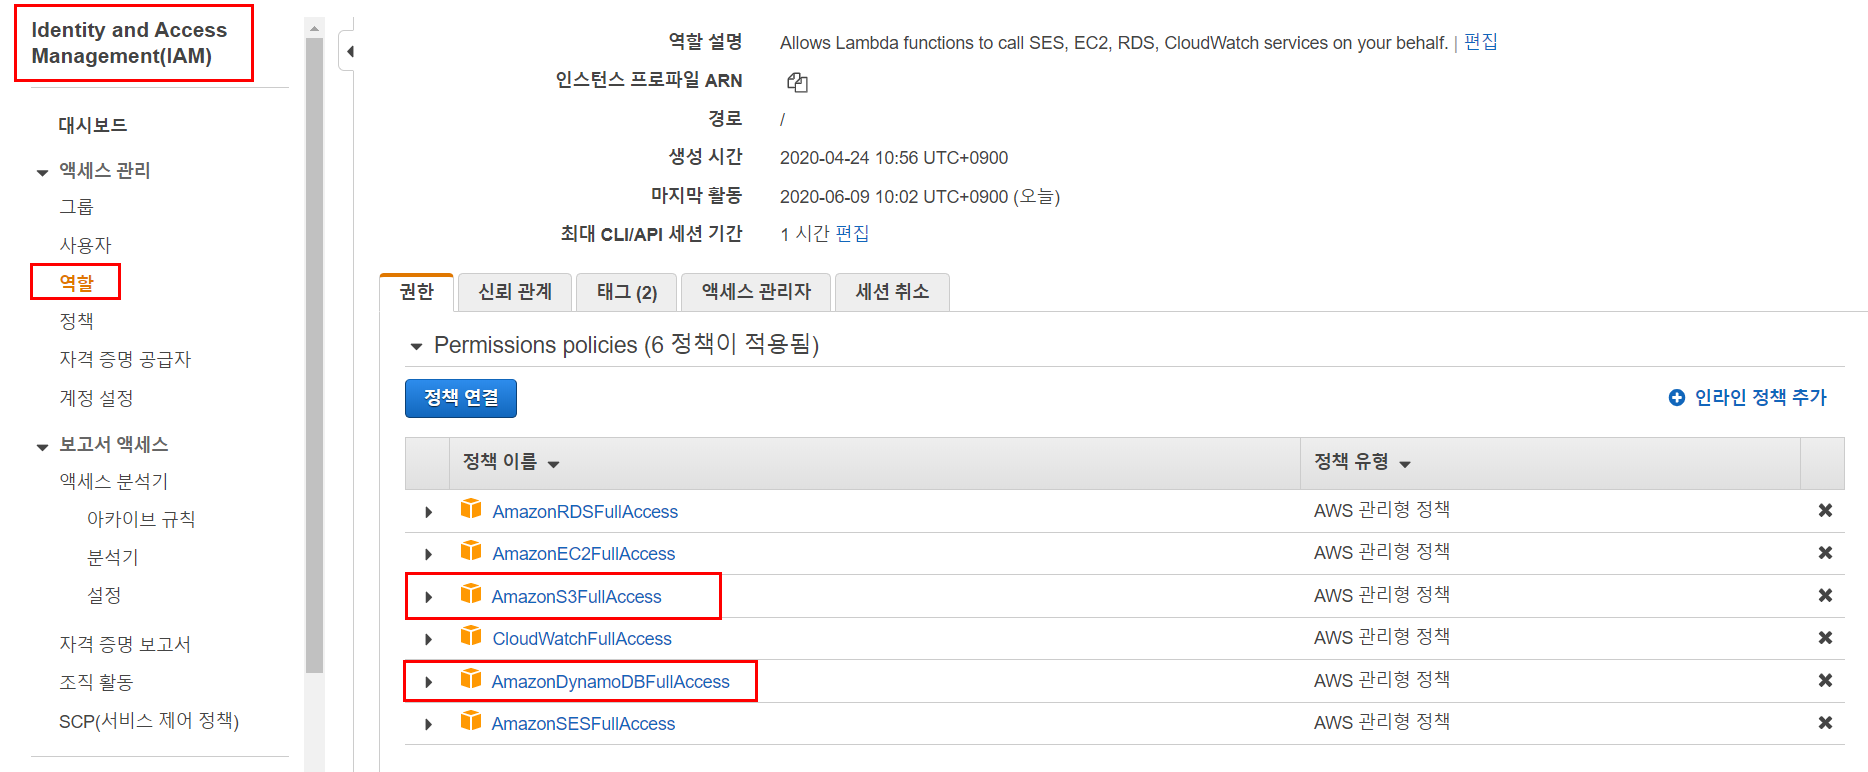 Identity and Access
Management(IAM)
대시보드
액세스 관리
그룹
사용자
역할
정책
자격 증명 공급자
계정 설정
보고서 액세스
액세스 분석기
아카이브 규칙
분석기
설정
자격 증명 보고서
조직 활동
SCP(서비스 제어 정책)
역할 설명 Allows Lambda functions to call SES, EC2, RDS, CloudWatch services on your behalf. | 편집
인스턴스 프로파일 ARN
경로 /
생성 시간 2020-04-24 10:56 UTC+0900
마지막 활동 2020-06-09 10:02 UTC+0900 (오늘)
최대 CLI/API 세션 기간 1 시간 편집
권한 신뢰 관계 태그 (2) 액세스 관리자 세션 취소
Permissions policies (6 정책이 적용됨)
정책 연결 인라인 정책 추가
정책 이름 정책 유형
AmazonRDSFullAccess AWS 관리형 정책
AmazonEC2FullAccess AWS 관리형 정책
AmazonS3FullAccess AWS 관리형 정책
CloudWatchFullAccess AWS 관리형 정책
AmazonDynamoDBFullAccess AWS 관리형 정책
AmazonSESFullAccess AWS 관리형 정책